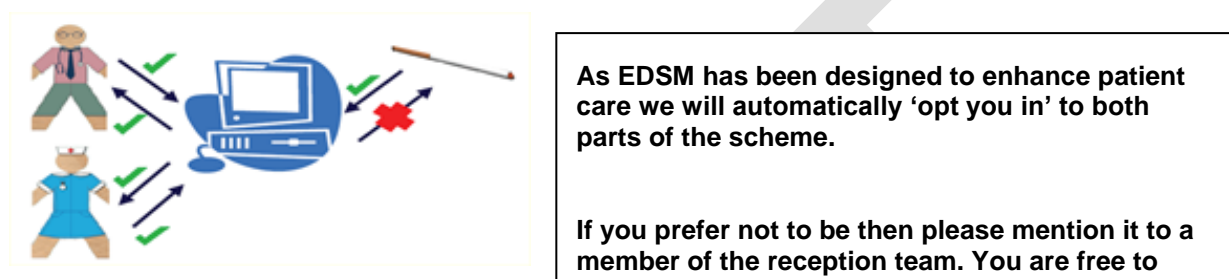 As EDSM has been designed to enhance patient
care we will automatically ‘opt you in’ to both
parts of the scheme.
If you prefer not to be then please mention it to a
member of the reception team. You are free to